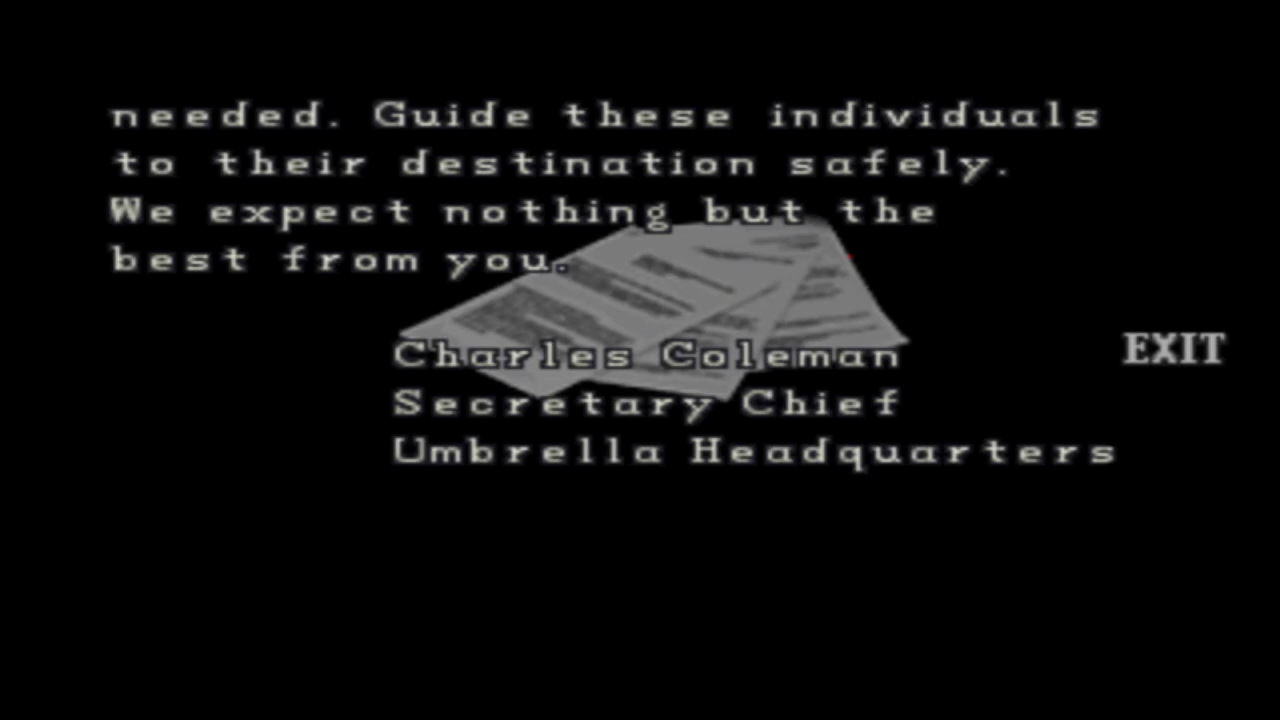 needed. Guide these individuals
to their destination safely.
We expect nothing but the
best from you.
EXIT
Charles Coleman
Secretary Chief
Umbrella Headquarters